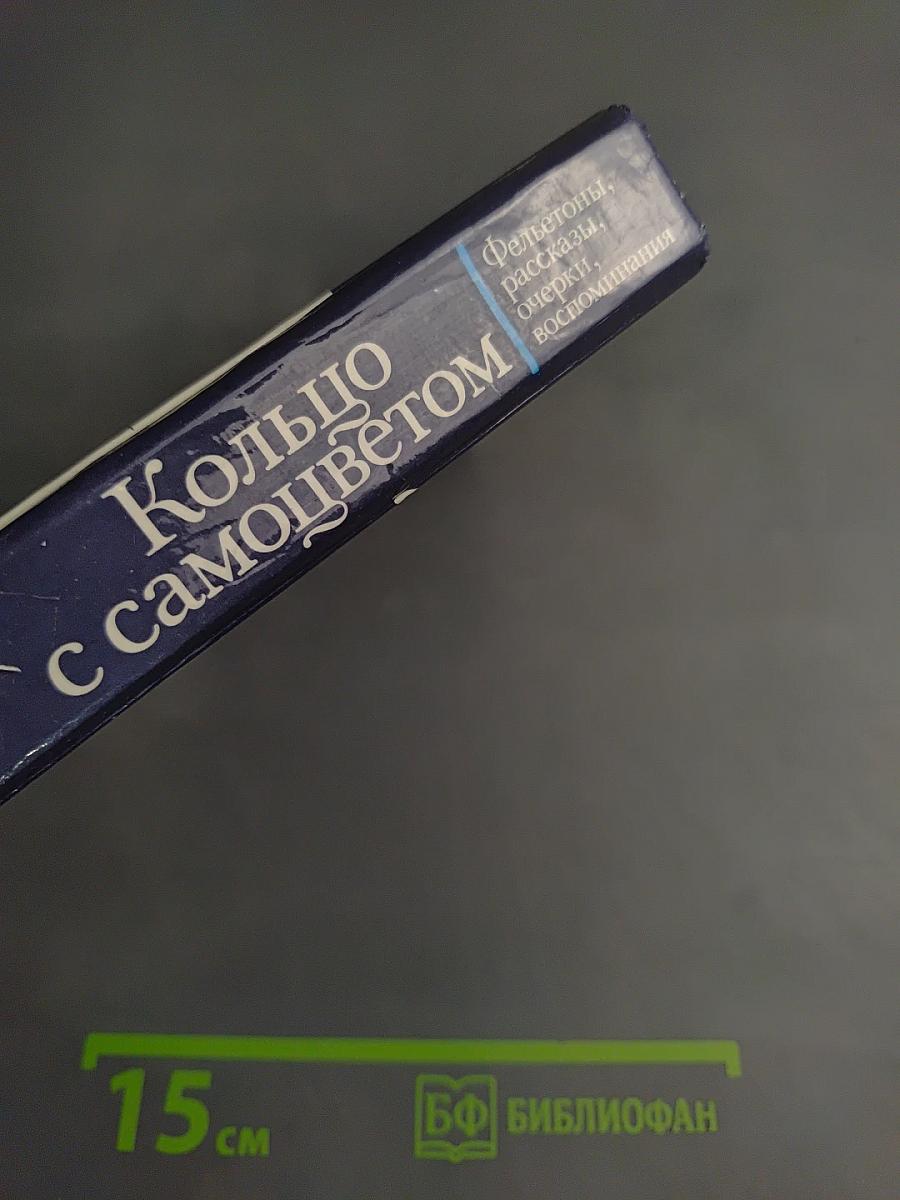 Кольцо
с самоцветом
Фельетоны,
рассказы,
очерки,
воспоминания
15 см
БФ БИБЛИОФАН